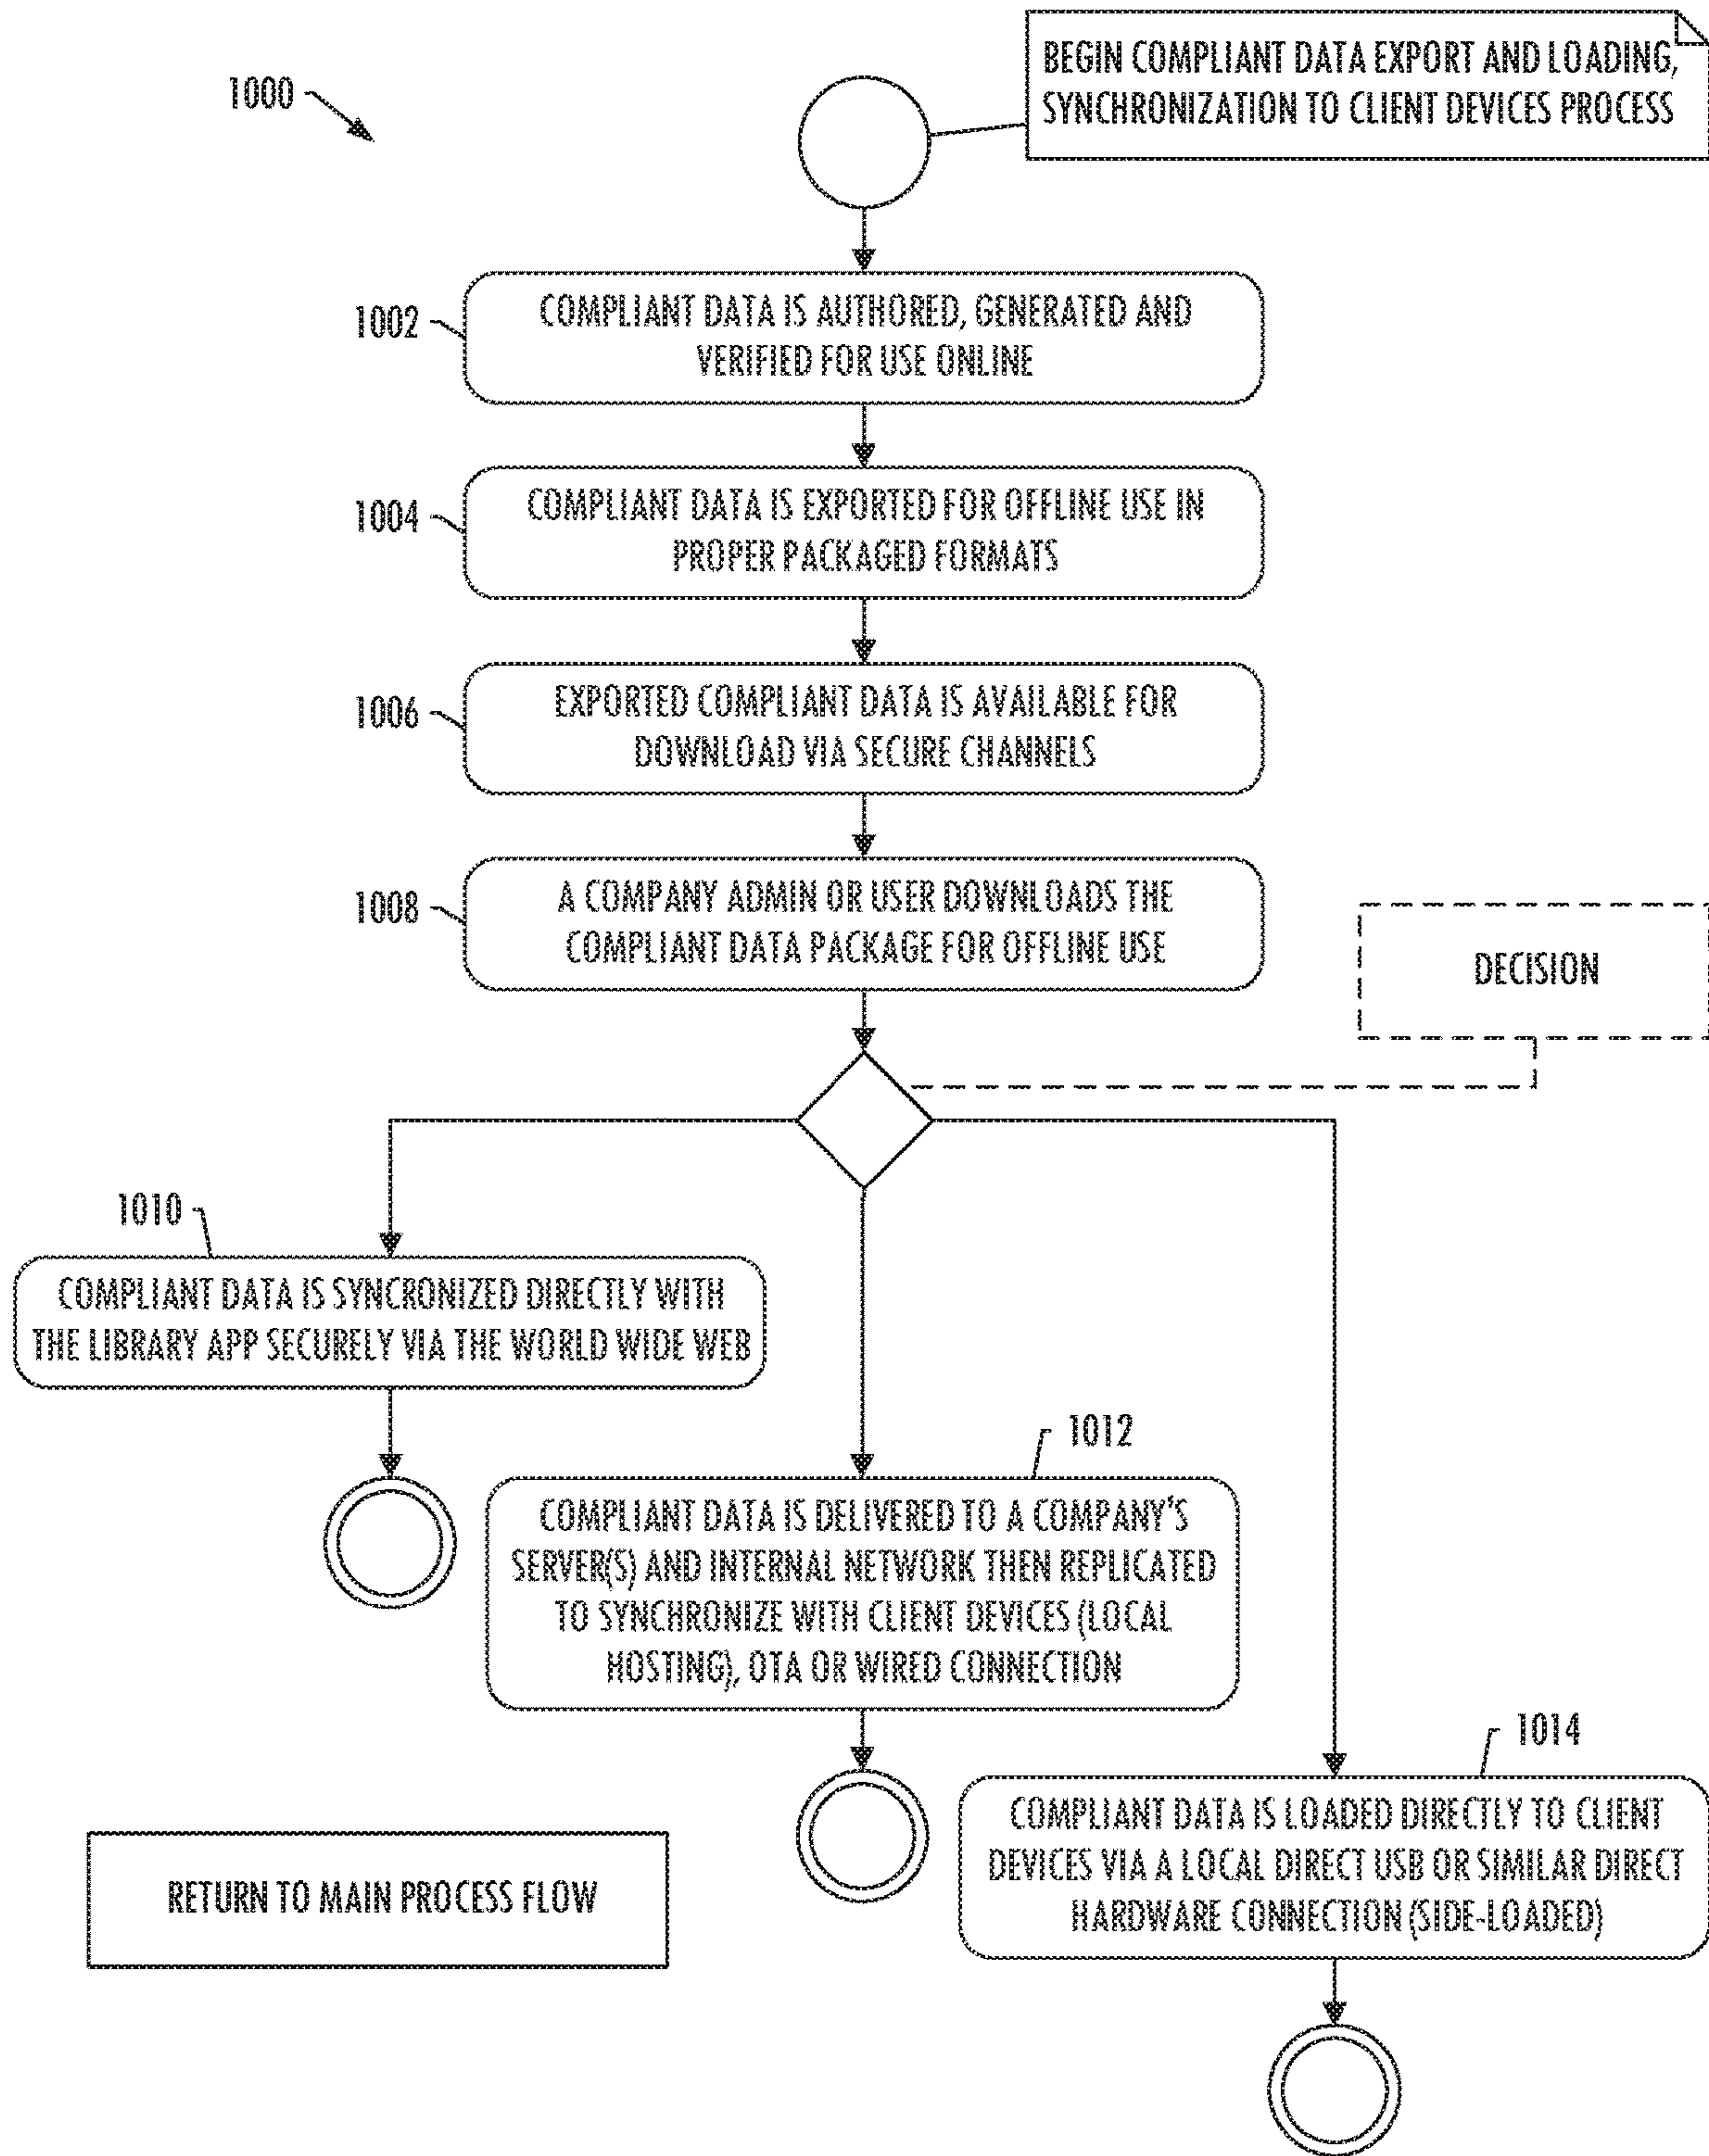 1000
BEGIN COMPLIANT DATA EXPORT AND LOADING,
SYNCHRONIZATION TO CLIENT DEVICES PROCESS
1002
COMPLIANT DATA IS AUTHORED, GENERATED AND
VERIFIED FOR USE ONLINE
1004
COMPLIANT DATA IS EXPORTED FOR OFFLINE USE IN
PROPER PACKAGED FORMATS
1006
EXPORTED COMPLIANT DATA IS AVAILABLE FOR
DOWNLOAD VIA SECURE CHANNELS
1008
A COMPANY ADMIN OR USER DOWNLOADS THE
COMPLIANT DATA PACKAGE FOR OFFLINE USE
DECISION
1010
COMPLIANT DATA IS SYNCRONIZED DIRECTLY WITH
THE LIBRARY APP SECURELY VIA THE WORLD WIDE WEB
1012
COMPLIANT DATA IS DELIVERED TO A COMPANY'S
SERVER(S) AND INTERNAL NETWORK THEN REPLICATED
TO SYNCHRONIZE WITH CLIENT DEVICES (LOCAL
HOSTING), OTA OR WIRED CONNECTION
1014
COMPLIANT DATA IS LOADED DIRECTLY TO CLIENT
DEVICES VIA A LOCAL DIRECT USB OR SIMILAR DIRECT
HARDWARE CONNECTION (SIDE-LOADED)
RETURN TO MAIN PROCESS FLOW